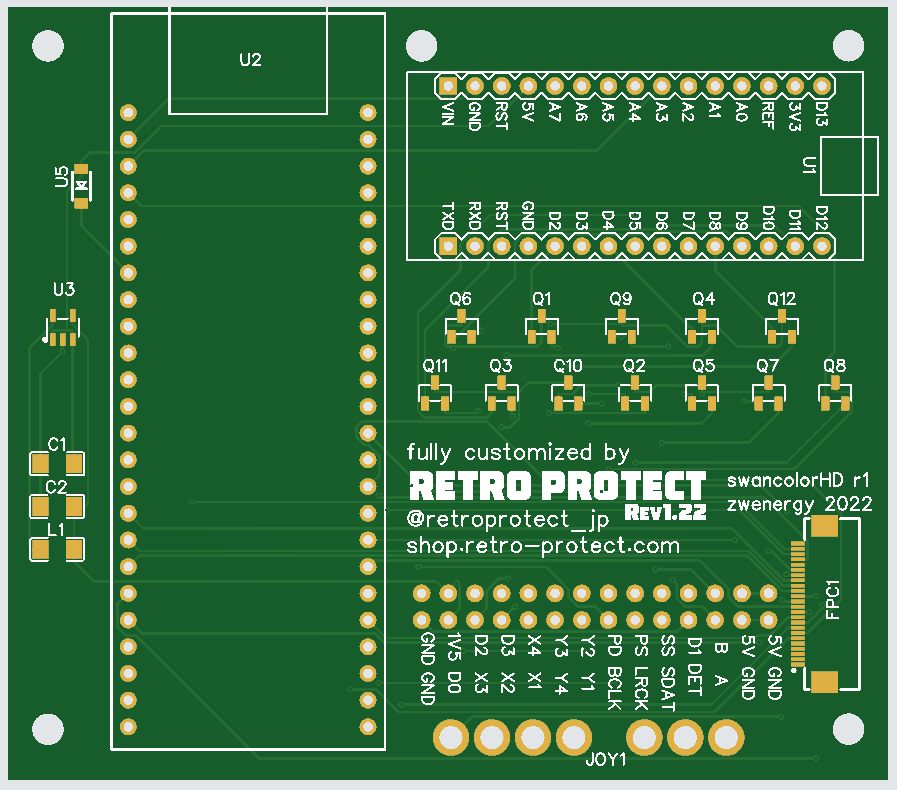 U2
VIN GND RST 5V A7 A6 A5 A4 A3 A2 A1 A0 REF 3V3 D13
U1
U5
TXD RXD RST GND D2 D3 D4 D5 D6 D7 D8 D9 D10 D11 D12
U3
Q6 Q1 Q9 Q4 Q12
Q11 Q3 Q10 Q2 Q5 Q7 Q8
C1
C2
L1
fully customized by
RETRO PROTECT
Rev1.22
@retroprotect_jp
shop.retro-protect.com
swancolorHD r1
zwenergy 2022
FPC1
GND 1V5 D2 D3 X4 Y3 Y2 PD PS SS D1 B 5V 5V
GND D0 X3 X2 X1 Y4 Y1 BCLK LRCK SDAT DET A GND GND
JOY1